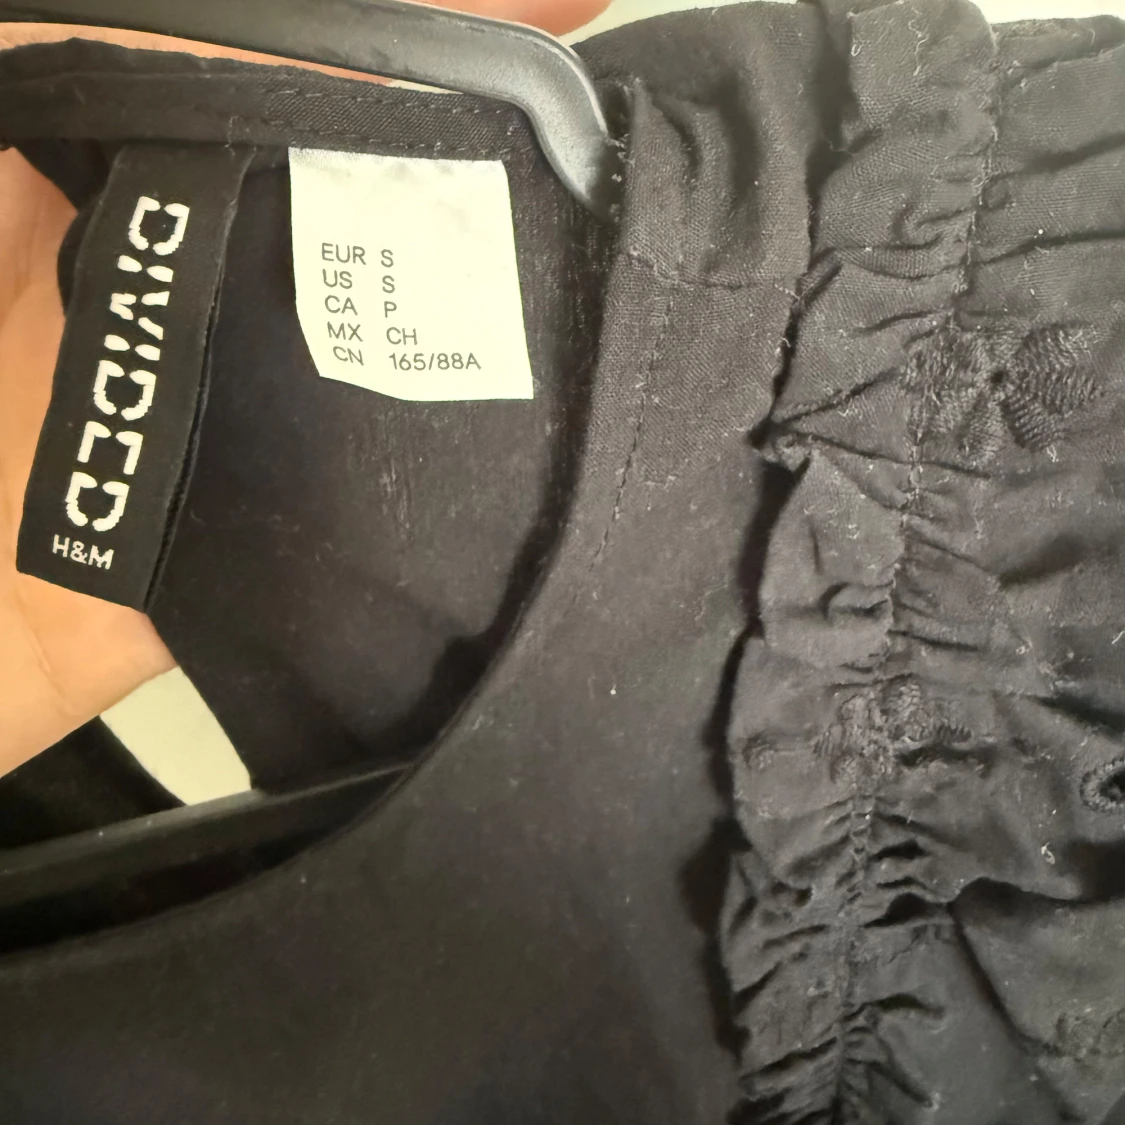 DIVIDED
H&M
EUR S
US S
CA P
MX CH
CN 165/88A